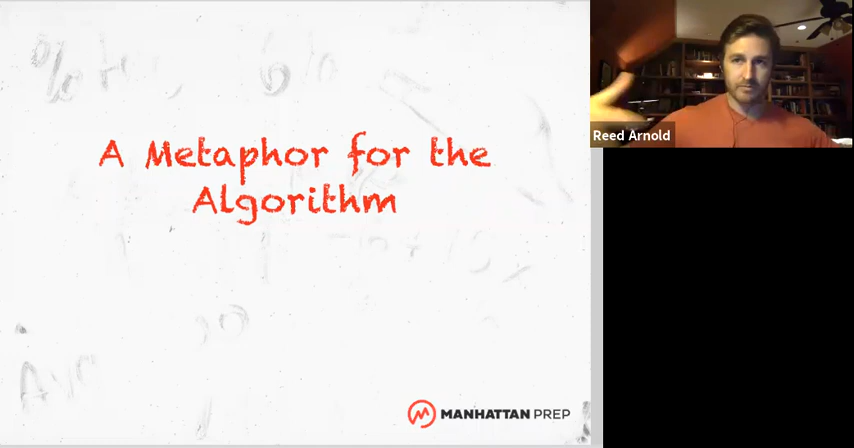 A Metaphor for the
Algorithm
MANHATTAN PREP
Reed Arnold